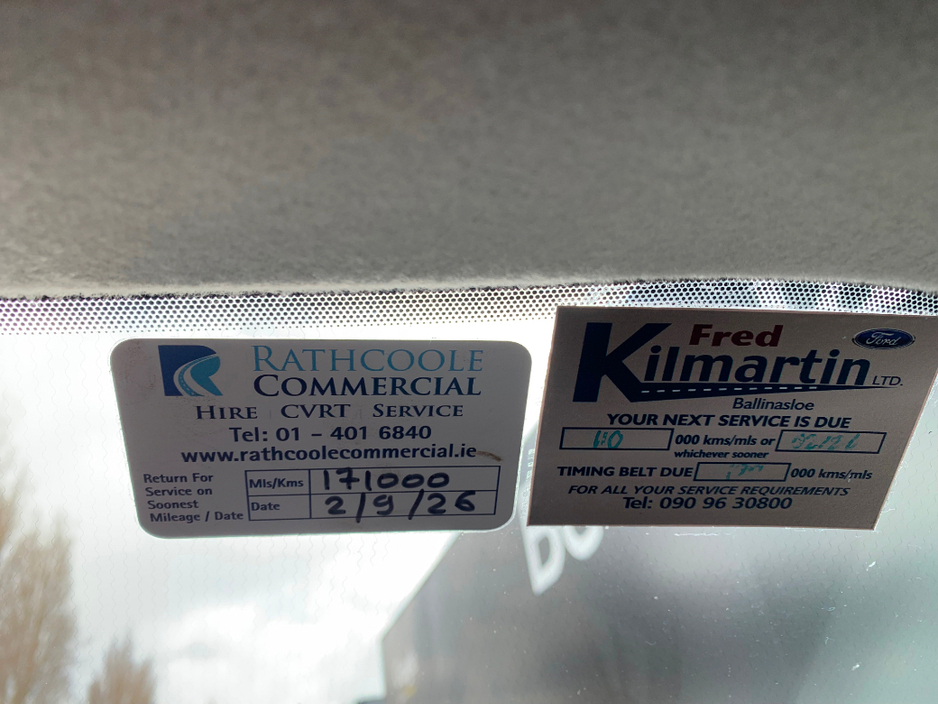 RATHCOOLE
COMMERCIAL
HIRE CVRT SERVICE
Tel: 01 – 401 6840
www.rathcoolecommercial.ie
Return For
Service on
Soonest
Mileage / Date
Mls/Kms 171000
Date 2/9/26
Fred
Kilmartin LTD.
Ford
Ballinasloe
YOUR NEXT SERVICE IS DUE
000 kms/mls or
whichever sooner
TIMING BELT DUE 000 kms/mls
FOR ALL YOUR SERVICE REQUIREMENTS
Tel: 090 96 30800